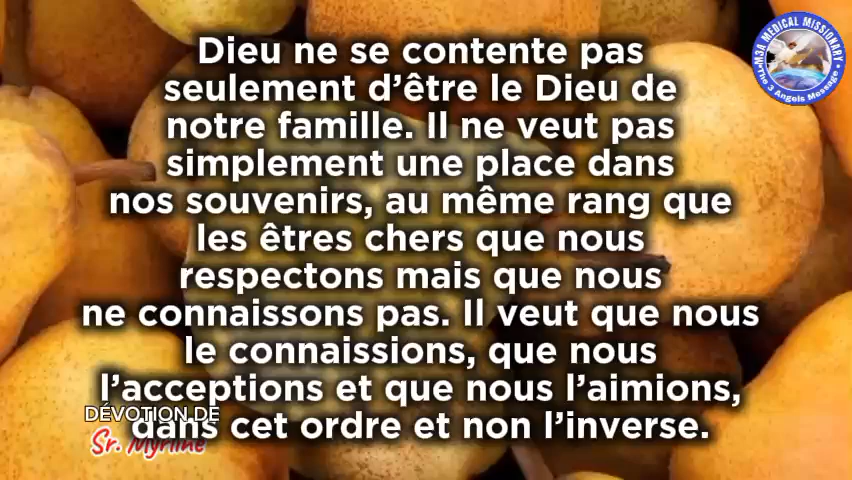 Dieu ne se contente pas
seulement d’être le Dieu de
notre famille. Il ne veut pas
simplement une place dans
nos souvenirs, au même rang que
les êtres chers que nous
respectons mais que nous
ne connaissons pas. Il veut que nous
le connaissions, que nous
l’acceptions et que nous l’aimions,
dans cet ordre et non l’inverse.
DÉVOTION DE
Sr. Myrline
M3A MEDICAL MISSIONARY
The 3 Angels Message